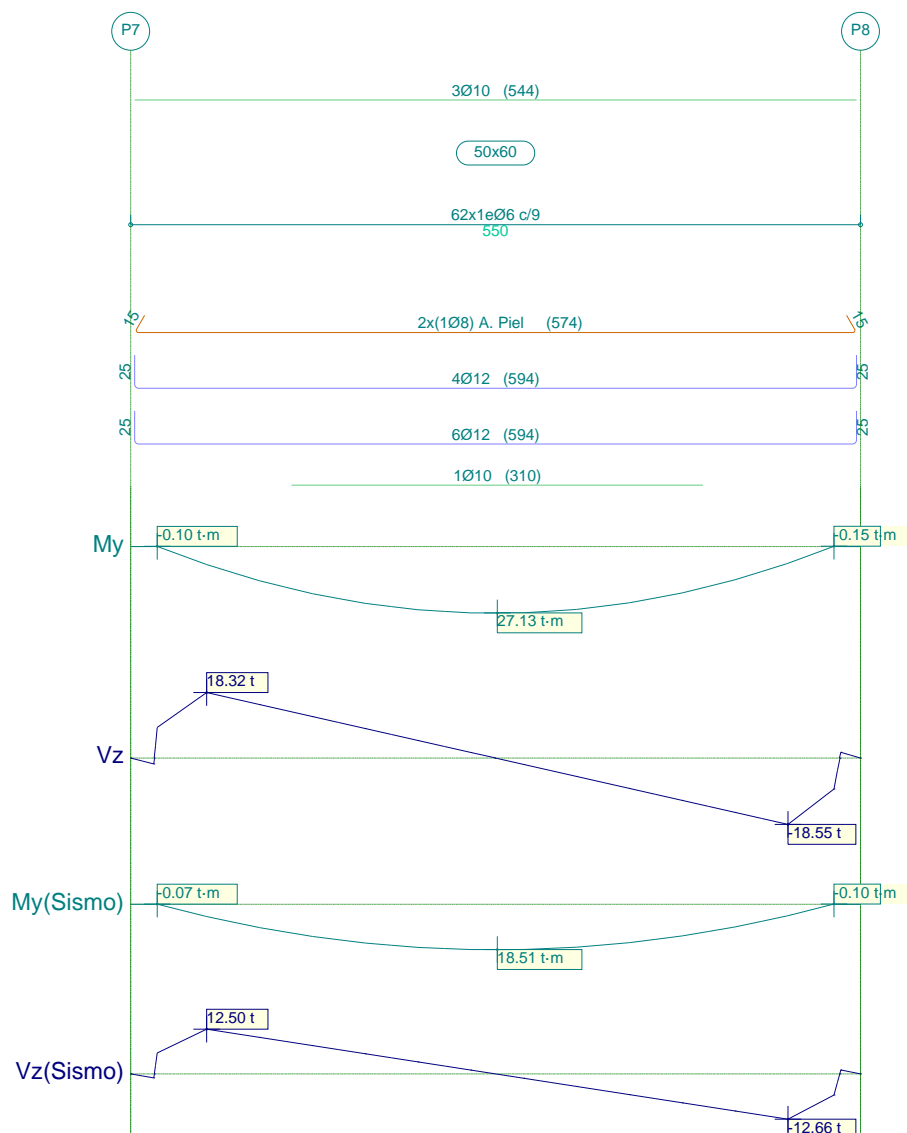 P7 P8
3Ø10 (544)
50x60
62x1eØ6 c/9
550
15 2x(1Ø8) A. Piel (574) 15
25 4Ø12 (594) 25
25 6Ø12 (594) 25
1Ø10 (310)
My -0.10 t·m -0.15 t·m
27.13 t·m
18.32 t
Vz
-18.55 t
My(Sismo) -0.07 t·m -0.10 t·m
18.51 t·m
12.50 t
Vz(Sismo)
-12.66 t